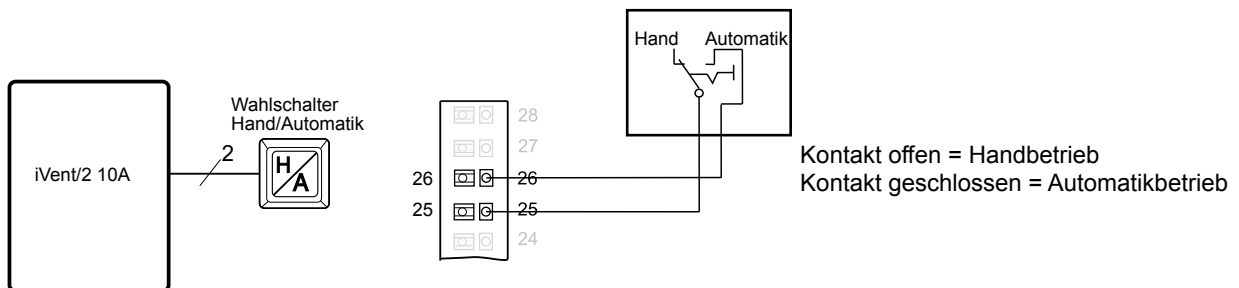 Hand Automatik
Wahlschalter
Hand/Automatik
2
H
A
iVent/2 10A
28
27
26 26
25 25
24
Kontakt offen = Handbetrieb
Kontakt geschlossen = Automatikbetrieb